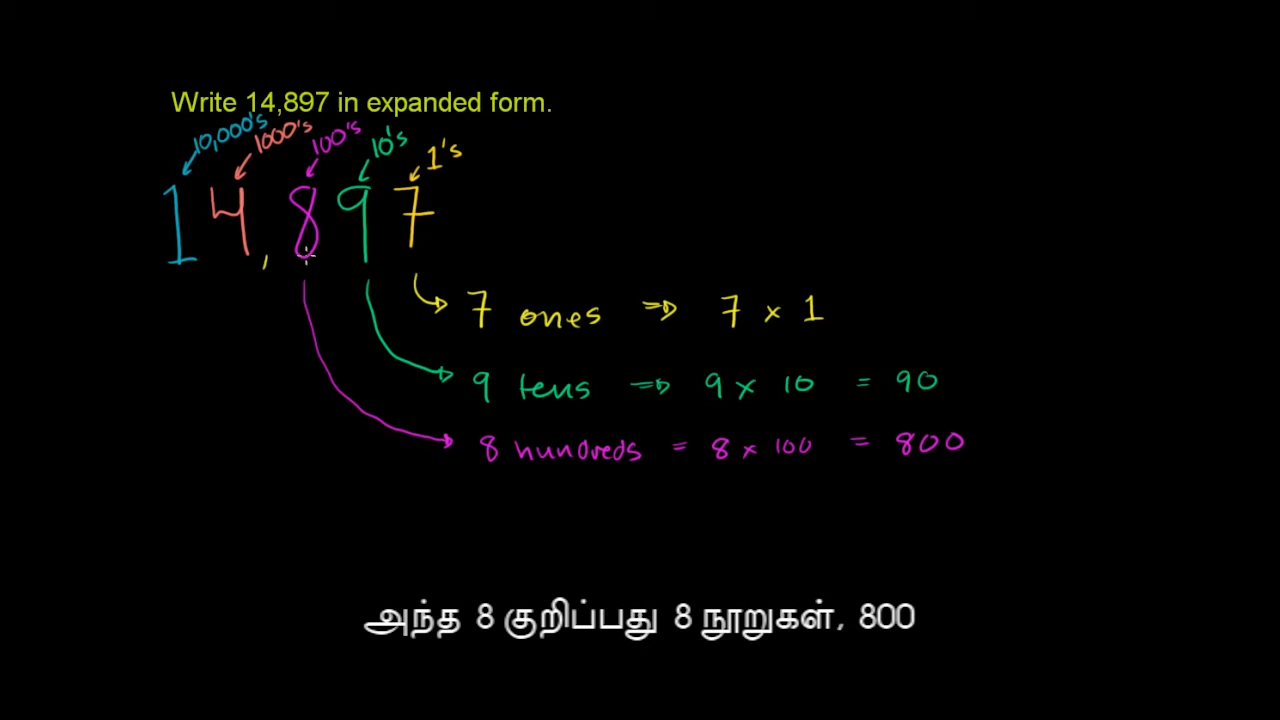 Write 14,897 in expanded form.
10,000's 1000's 100's 10's 1's
14,897
7 ones ⇒ 7 × 1
9 tens ⇒ 9 × 10 = 90
8 hundreds = 8 × 100 = 800
அந்த 8 குறிப்பது 8 நூறுகள், 800